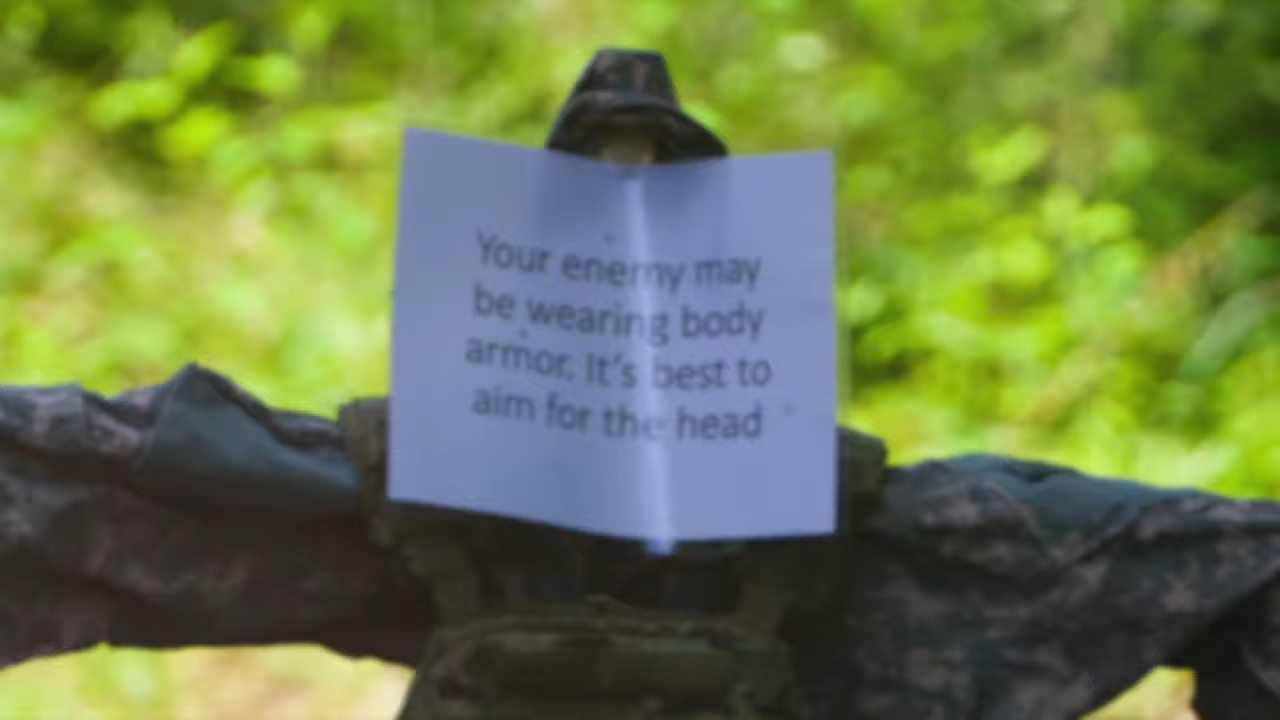 Your enemy may
be wearing body
armor. It's best to
aim for the head